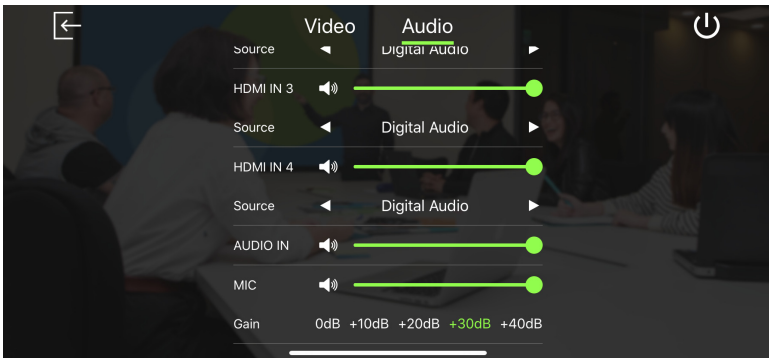 Video Audio
Source Digital Audio
HDMI IN 3
Source Digital Audio
HDMI IN 4
Source Digital Audio
AUDIO IN
MIC
Gain 0dB +10dB +20dB +30dB +40dB